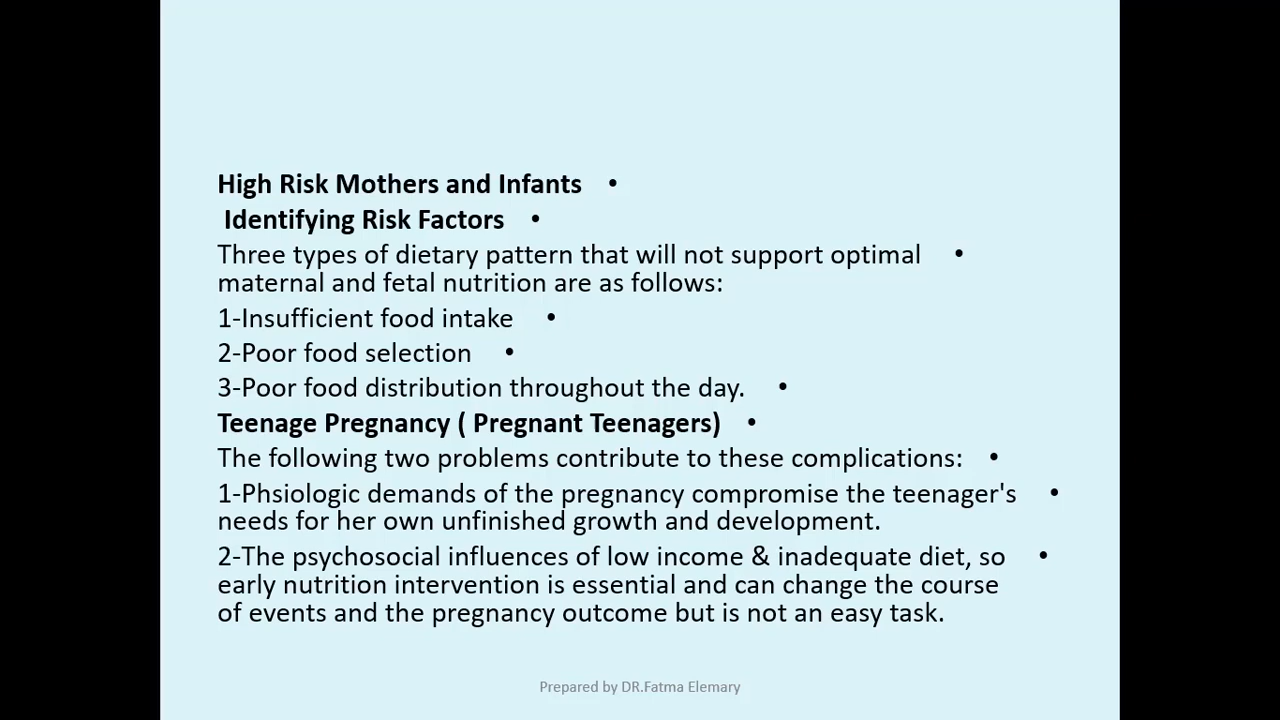 High Risk Mothers and Infants •
Identifying Risk Factors •
Three types of dietary pattern that will not support optimal •
maternal and fetal nutrition are as follows:
1-Insufficient food intake •
2-Poor food selection •
3-Poor food distribution throughout the day. •
Teenage Pregnancy ( Pregnant Teenagers) •
The following two problems contribute to these complications: •
1-Phsiologic demands of the pregnancy compromise the teenager's •
needs for her own unfinished growth and development.
2-The psychosocial influences of low income & inadequate diet, so •
early nutrition intervention is essential and can change the course
of events and the pregnancy outcome but is not an easy task.
Prepared by DR.Fatma Elemary